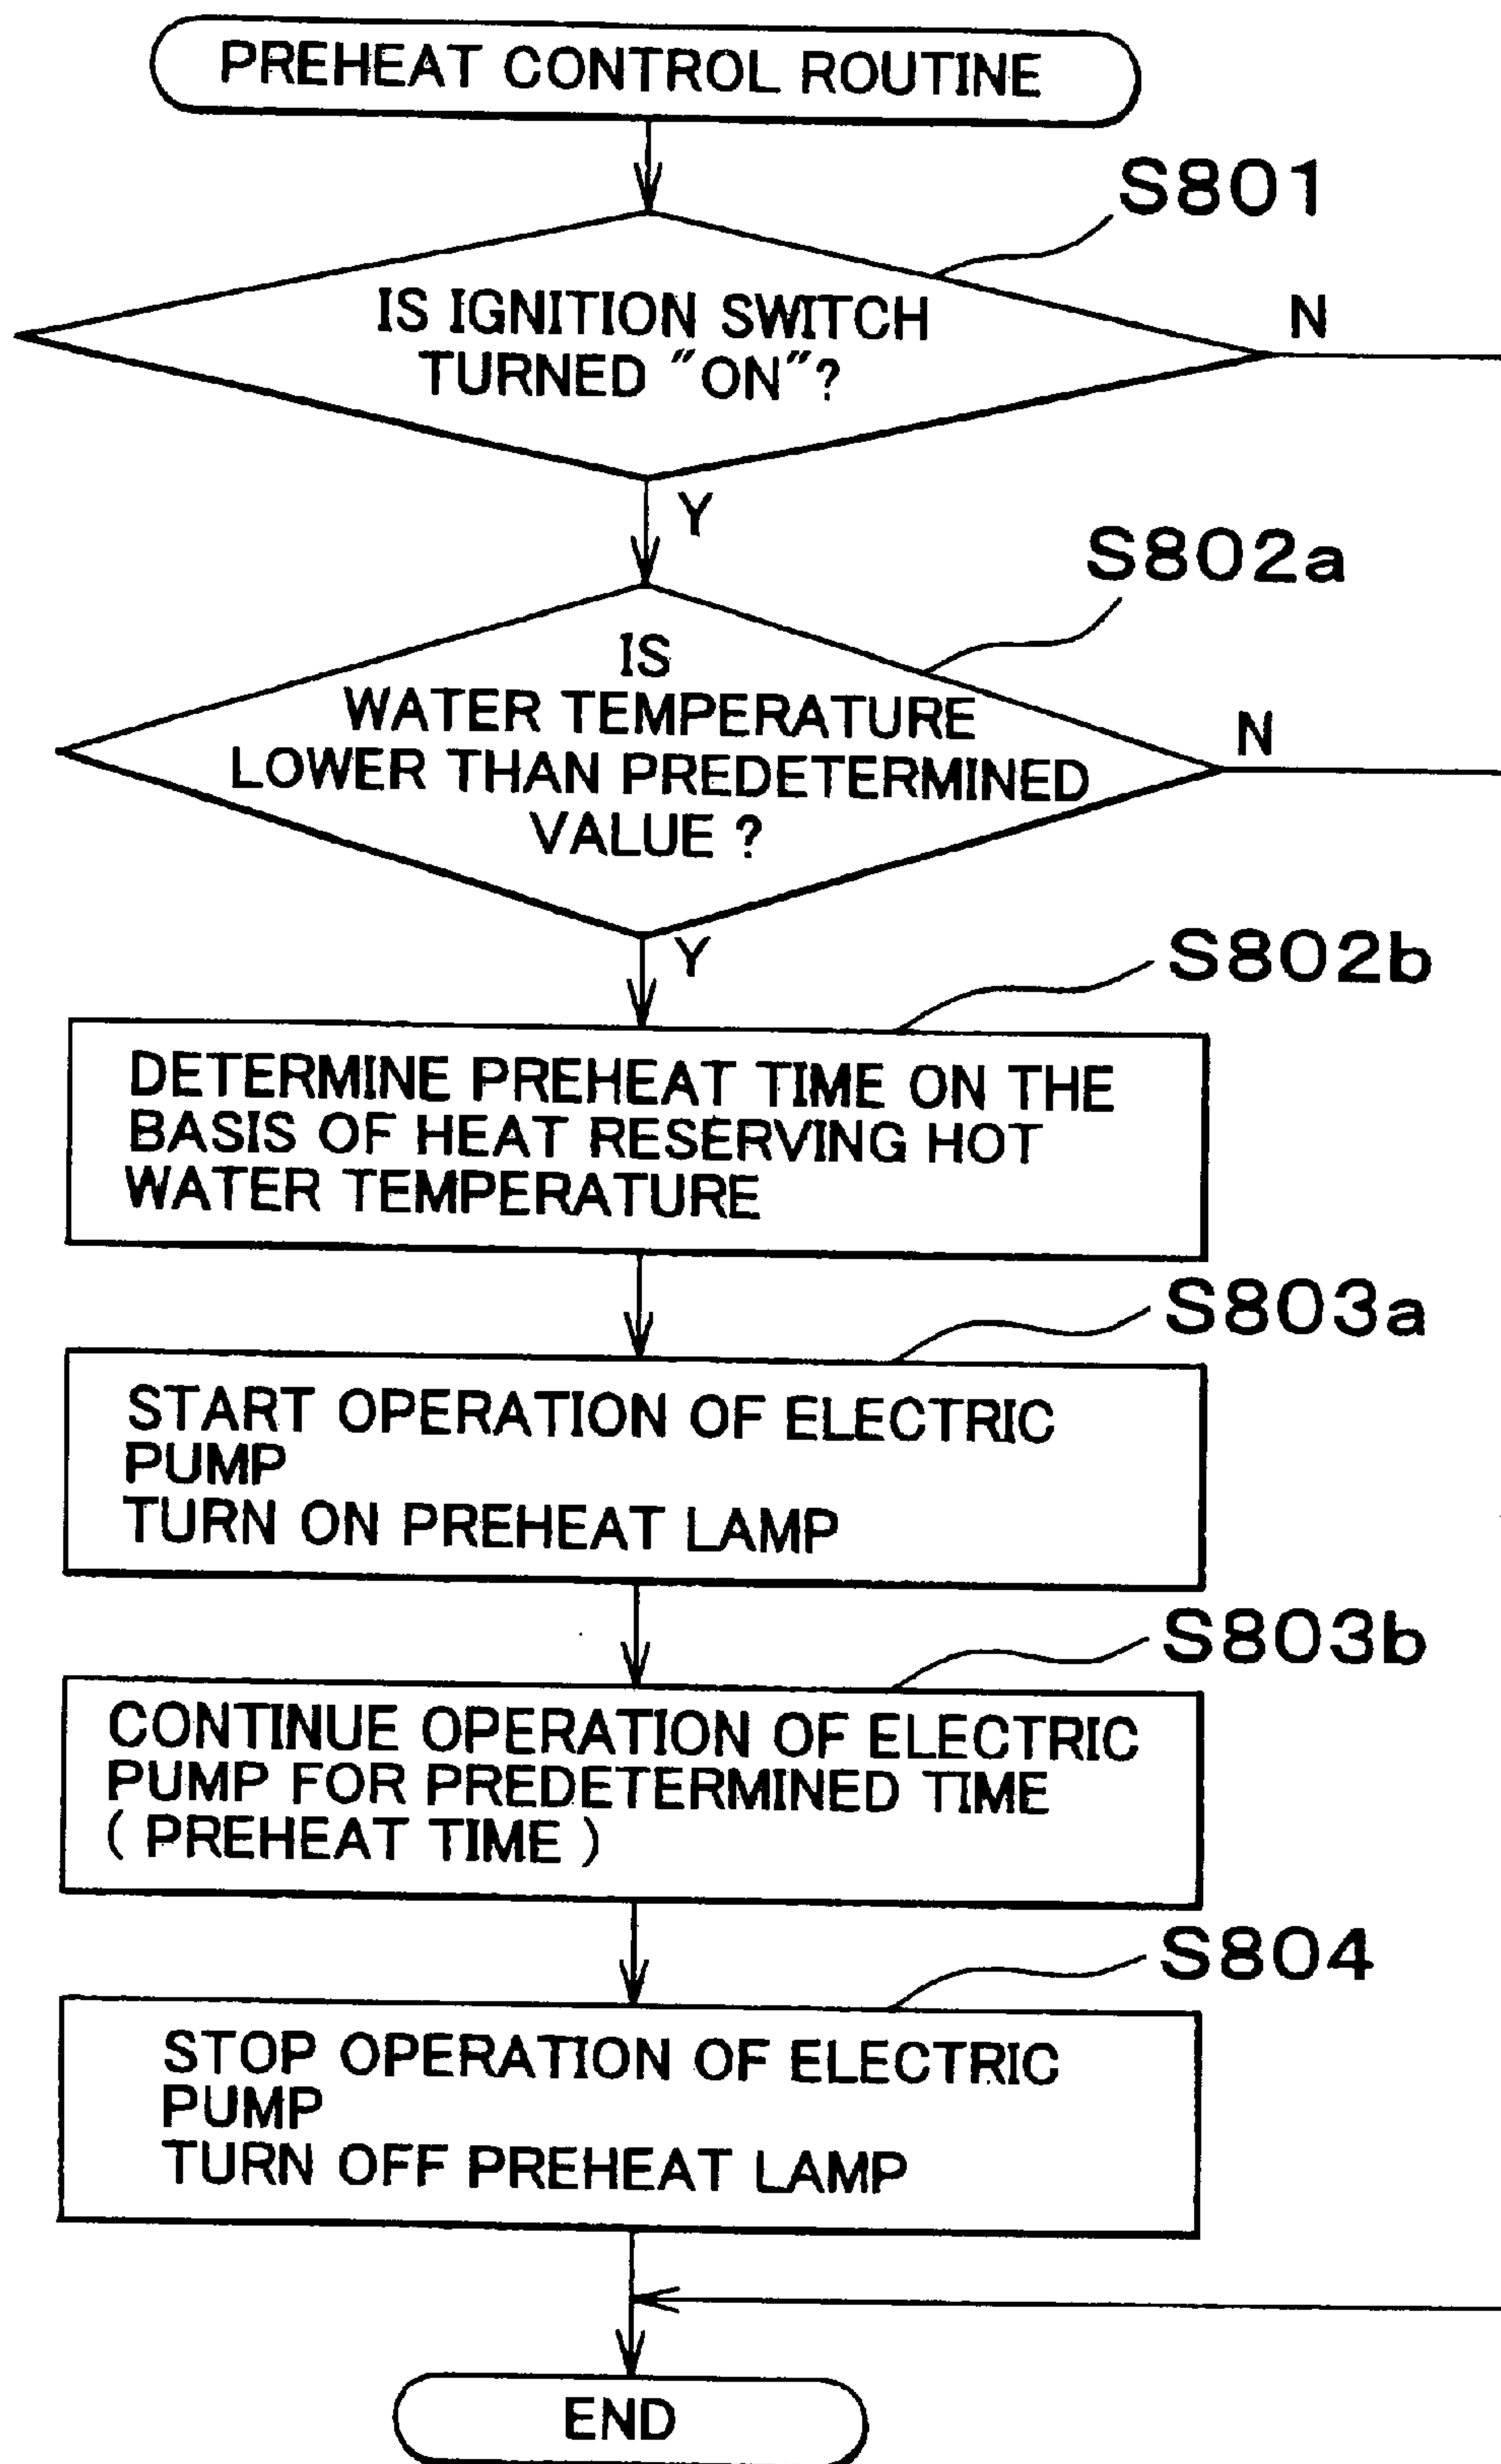 PREHEAT CONTROL ROUTINE
S801
IS IGNITION SWITCH
TURNED "ON"?
N
Y
S802a
IS
WATER TEMPERATURE
LOWER THAN PREDETERMINED
VALUE ?
N
Y
S802b
DETERMINE PREHEAT TIME ON THE
BASIS OF HEAT RESERVING HOT
WATER TEMPERATURE
S803a
START OPERATION OF ELECTRIC
PUMP
TURN ON PREHEAT LAMP
S803b
CONTINUE OPERATION OF ELECTRIC
PUMP FOR PREDETERMINED TIME
( PREHEAT TIME )
S804
STOP OPERATION OF ELECTRIC
PUMP
TURN OFF PREHEAT LAMP
END